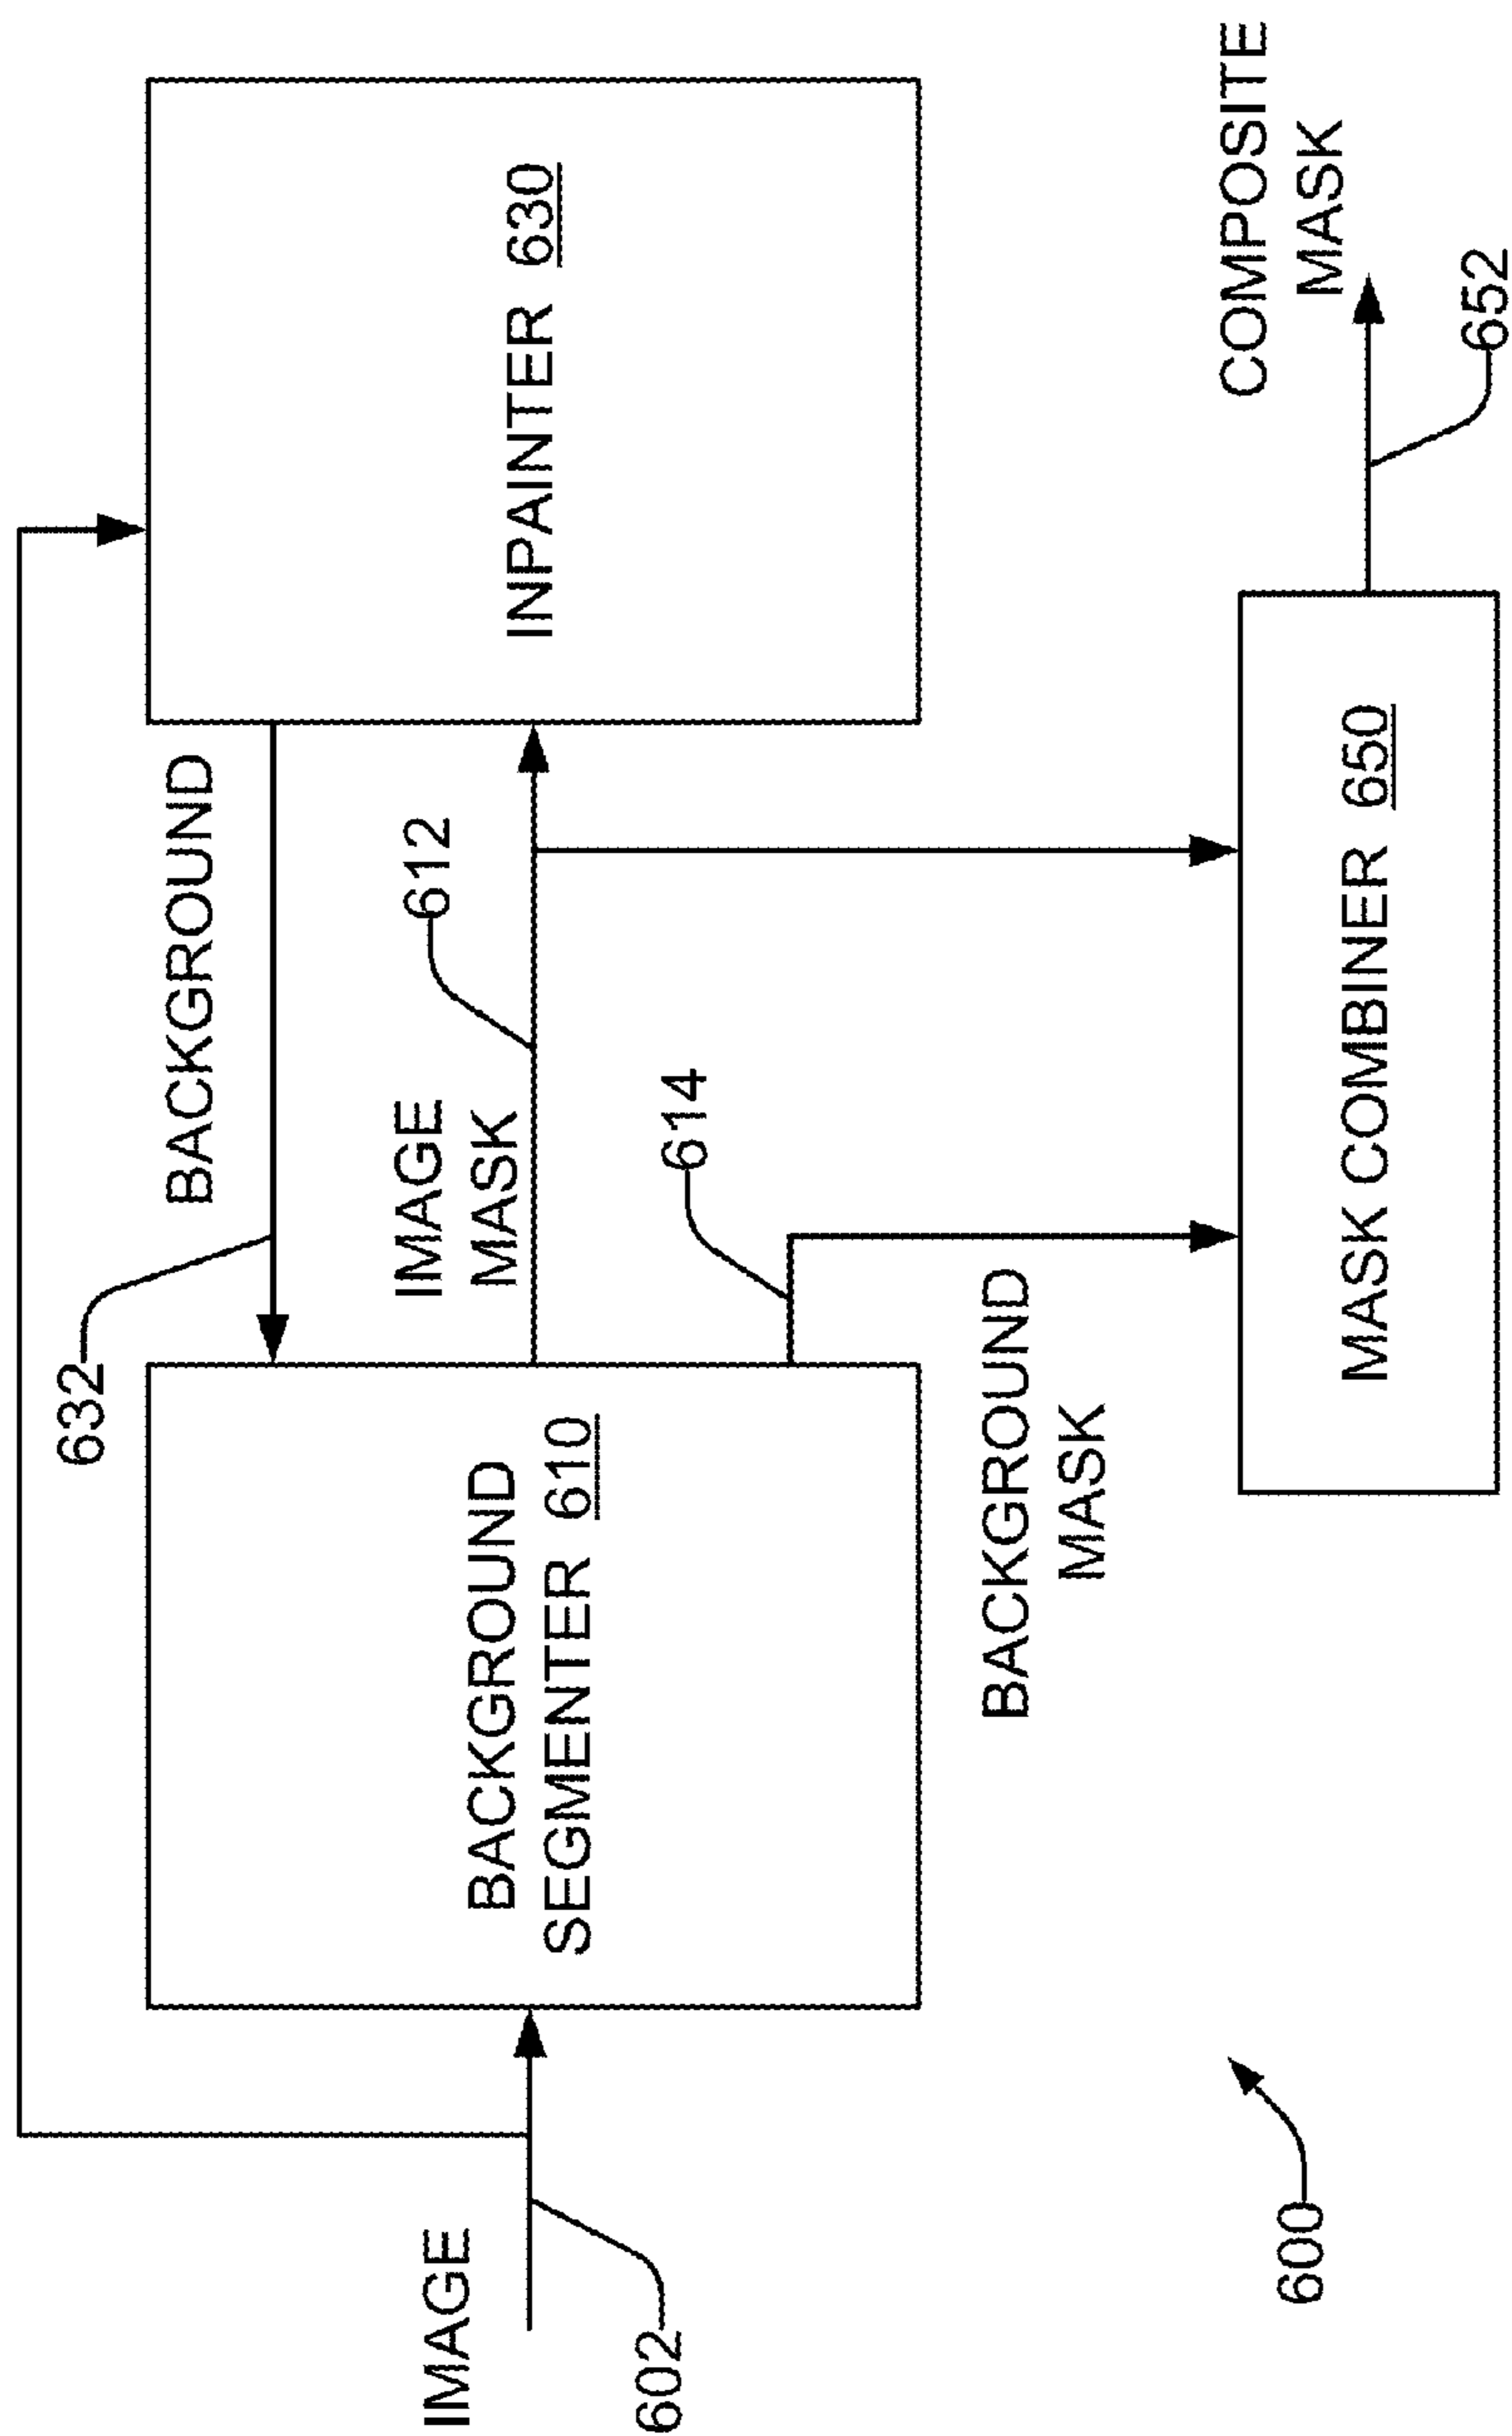 IMAGE
602
BACKGROUND
SEGMENTER 610
632
BACKGROUND
IMAGE
MASK
612
614
BACKGROUND
MASK
INPAINTER 630
MASK COMBINER 650
COMPOSITE
MASK
652
600